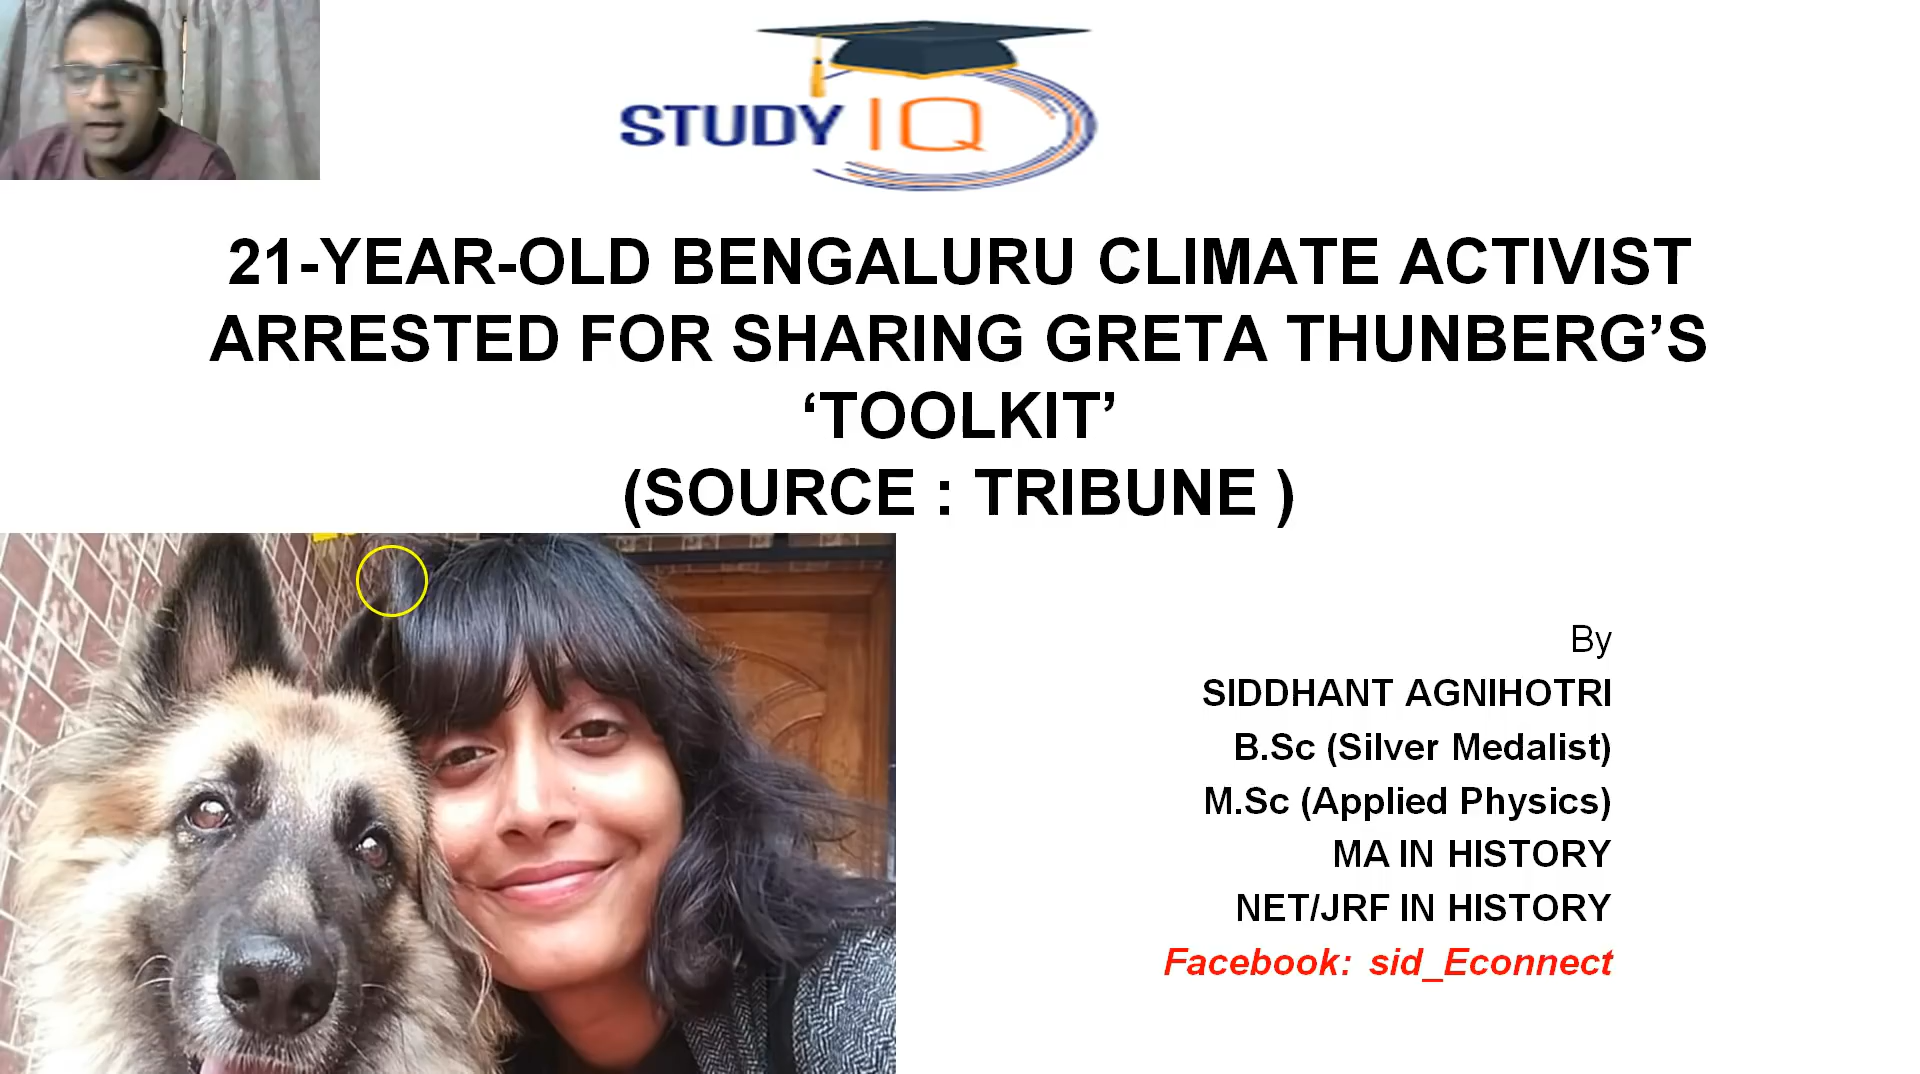 STUDY IQ
21-YEAR-OLD BENGALURU CLIMATE ACTIVIST
ARRESTED FOR SHARING GRETA THUNBERG’S
‘TOOLKIT’
(SOURCE : TRIBUNE )
By
SIDDHANT AGNIHOTRI
B.Sc (Silver Medalist)
M.Sc (Applied Physics)
MA IN HISTORY
NET/JRF IN HISTORY
Facebook: sid_Econnect